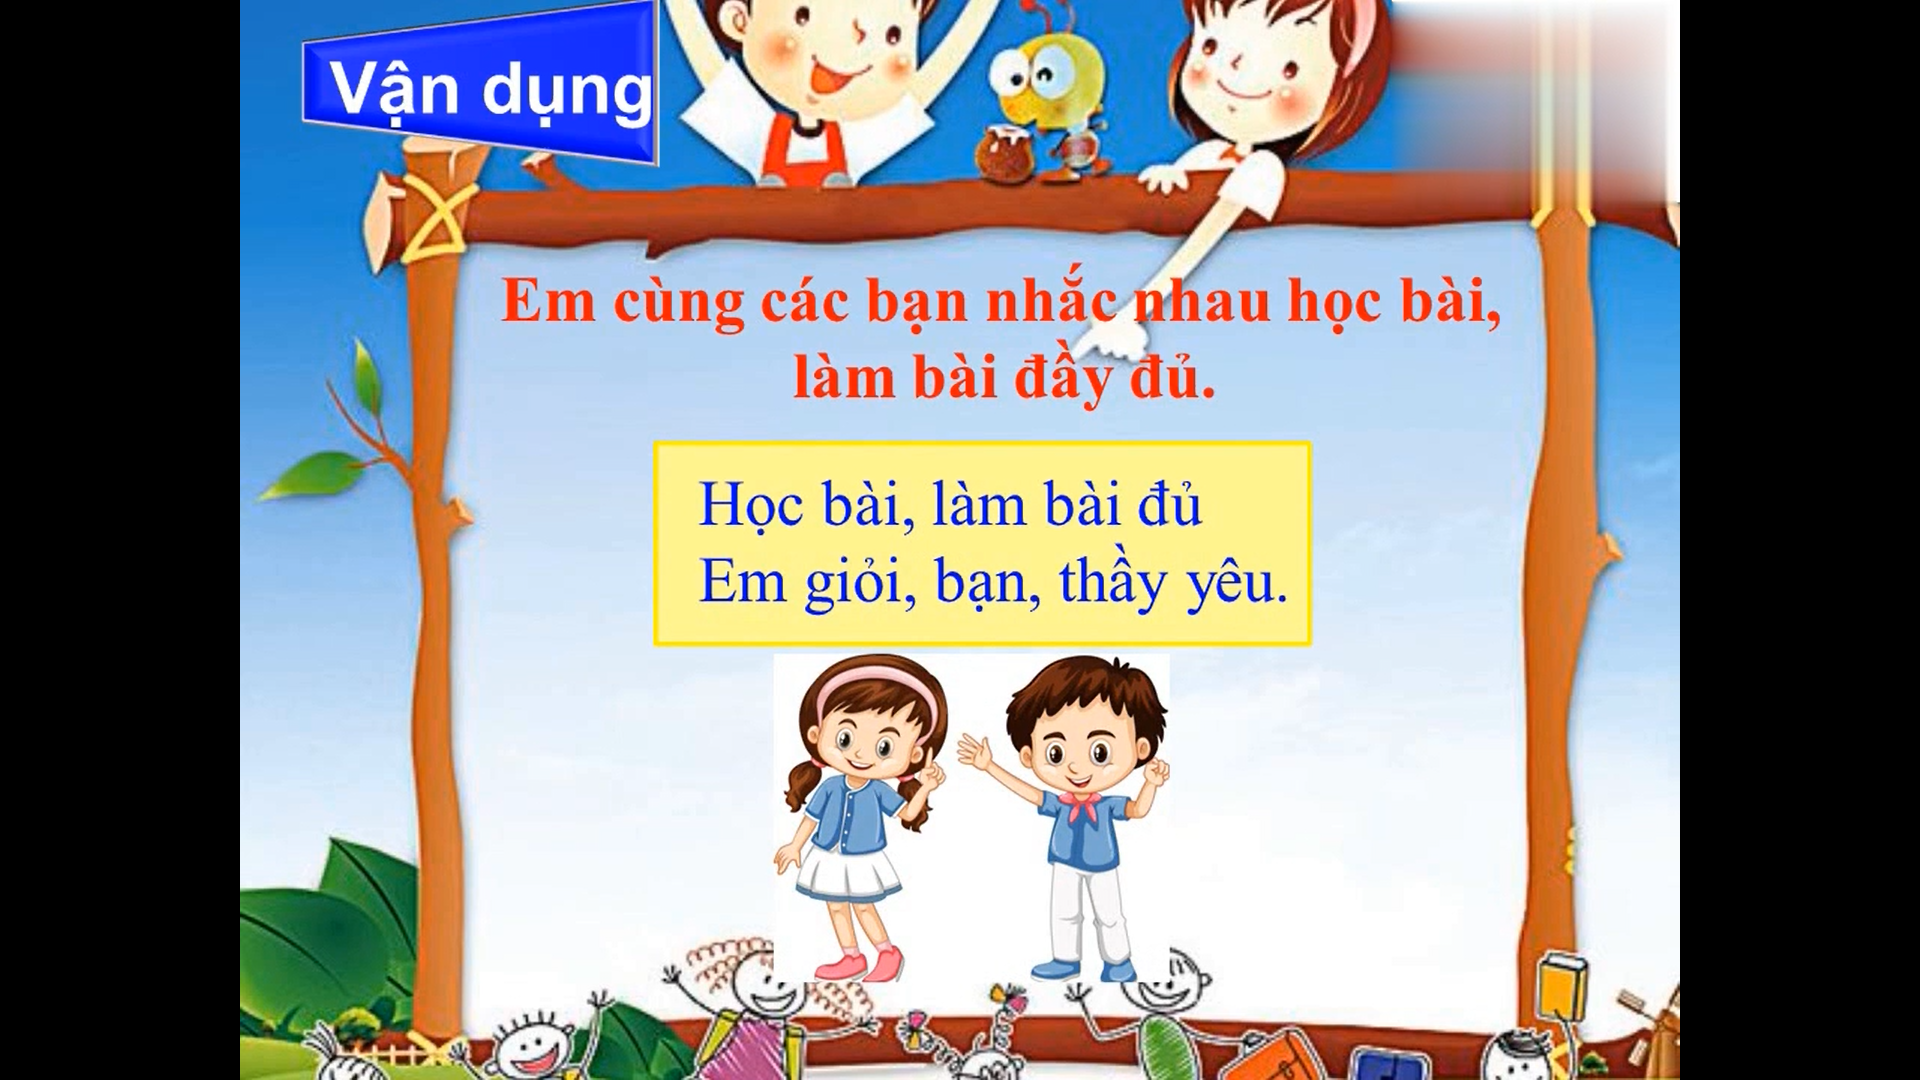 Vận dụng
Em cùng các bạn nhắc nhau học bài,
làm bài đầy đủ.
Học bài, làm bài đủ
Em giỏi, bạn, thầy yêu.